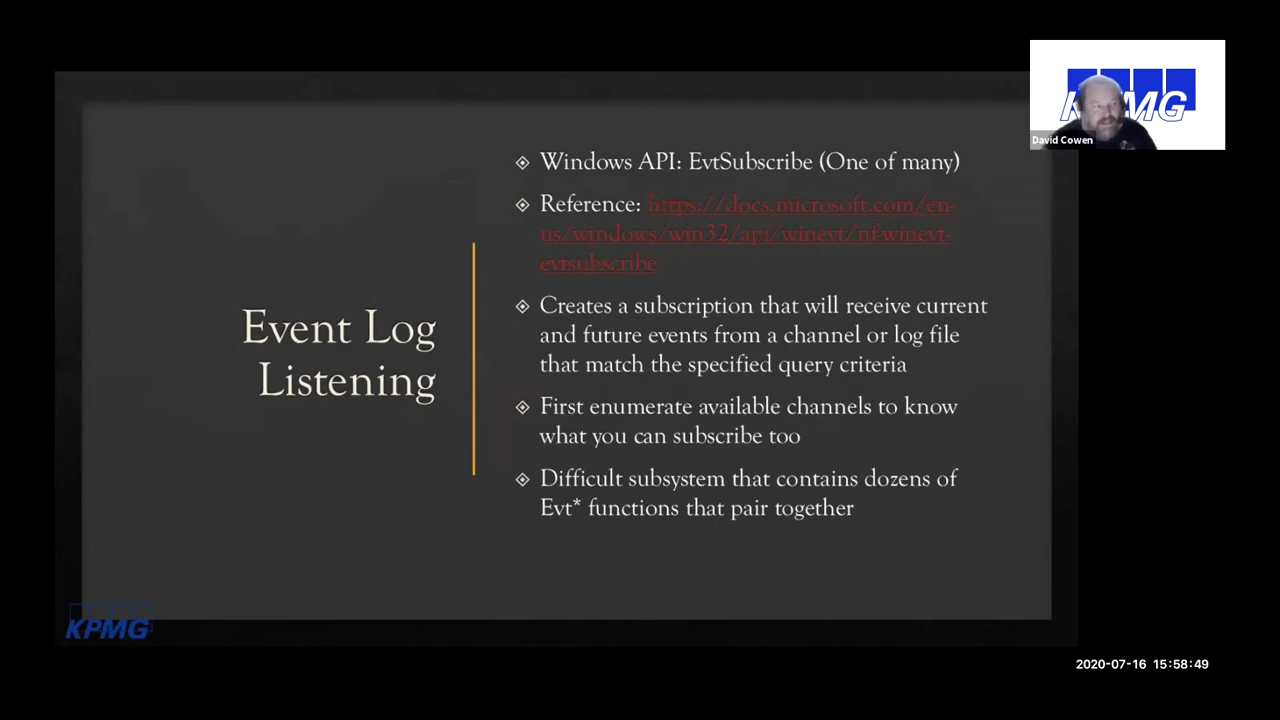 KPMG
David Cowen
Event Log
Listening
Windows API: EvtSubscribe (One of many)
Reference: https://docs.microsoft.com/en-
us/windows/win32/api/winevt/nf-winevt-
evtsubscribe
Creates a subscription that will receive current
and future events from a channel or log file
that match the specified query criteria
First enumerate available channels to know
what you can subscribe too
Difficult subsystem that contains dozens of
Evt* functions that pair together
KPMG
2020-07-16 15:58:49